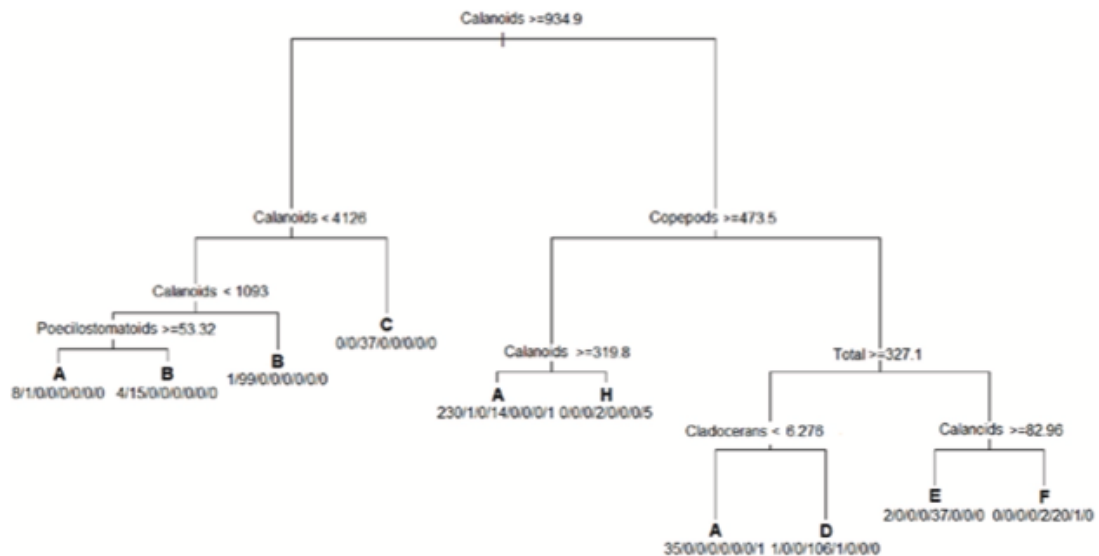 Calanoids >=934.9
Calanoids < 4126
Copepods >=473.5
Calanoids < 1093
Poecilostomatoids >=53.32
C
0/0/37/0/0/0/0/0
Calanoids >=319.8
Total >=327.1
A
B
B
8/1/0/0/0/0/0/0
4/15/0/0/0/0/0/0
1/99/0/0/0/0/0/0
A
H
230/1/0/14/0/0/0/1
0/0/0/2/0/0/0/5
Cladocerans < 6.276
Calanoids >=82.96
E
F
2/0/0/0/37/0/0/0
0/0/0/0/2/20/1/0
A
D
35/0/0/0/0/0/0/1
1/0/0/106/1/0/0/0